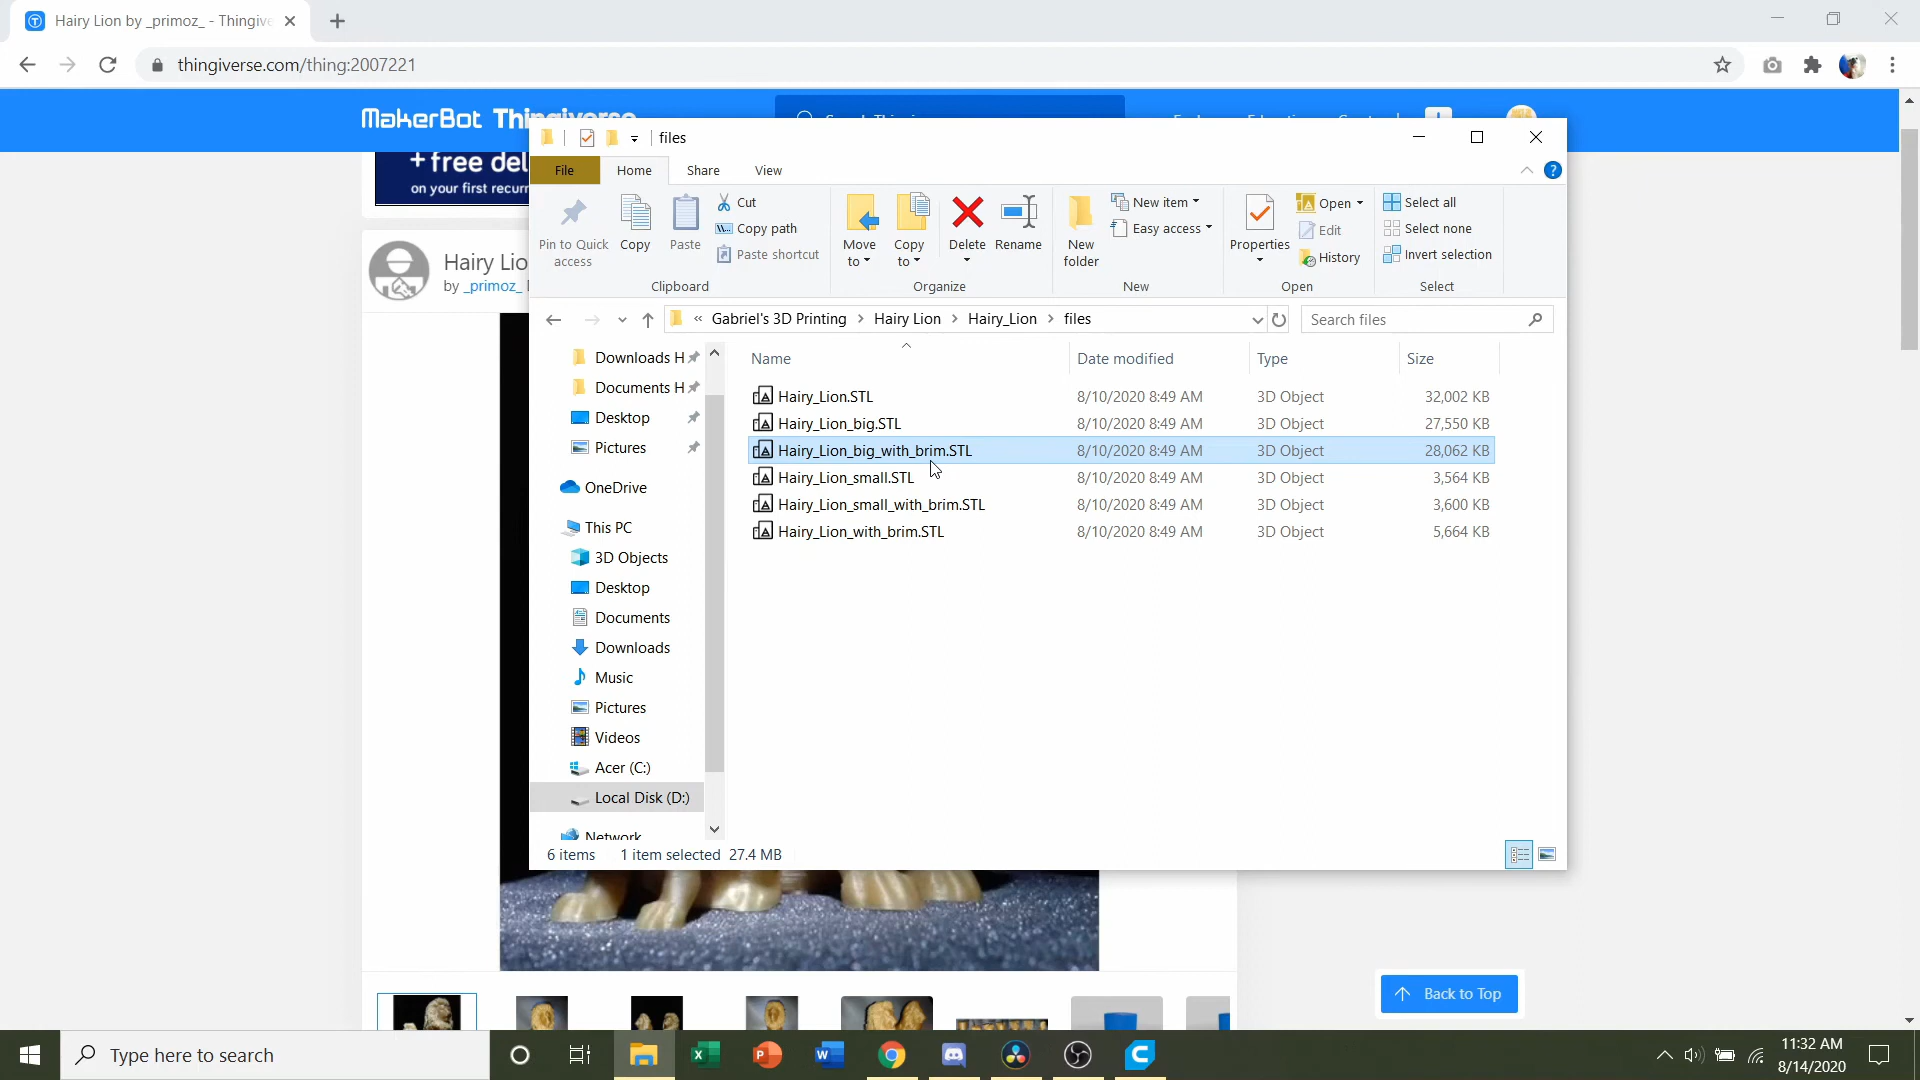 Hairy Lion by _primoz_ - Thingive
thingiverse.com/thing:2007221
MakerBot Thingiverse
+ free del
on your first recurr
Hairy Lio
by _primoz_
files
File Home Share View
Pin to Quick access
Copy
Paste
Cut
Copy path
Paste shortcut
Clipboard
Move to
Copy to
Delete
Rename
Organize
New folder
New item
Easy access
New
Properties
Open
Edit
History
Open
Select all
Select none
Invert selection
Select
« Gabriel's 3D Printing > Hairy Lion > Hairy_Lion > files
Search files
Downloads H
Documents H
Desktop
Pictures
OneDrive
This PC
3D Objects
Desktop
Documents
Downloads
Music
Pictures
Videos
Acer (C:)
Local Disk (D:)
Network
Name Date modified Type Size
Hairy_Lion.STL 8/10/2020 8:49 AM 3D Object 32,002 KB
Hairy_Lion_big.STL 8/10/2020 8:49 AM 3D Object 27,550 KB
Hairy_Lion_big_with_brim.STL 8/10/2020 8:49 AM 3D Object 28,062 KB
Hairy_Lion_small.STL 8/10/2020 8:49 AM 3D Object 3,564 KB
Hairy_Lion_small_with_brim.STL 8/10/2020 8:49 AM 3D Object 3,600 KB
Hairy_Lion_with_brim.STL 8/10/2020 8:49 AM 3D Object 5,664 KB
6 items 1 item selected 27.4 MB
Back to Top
Type here to search
11:32 AM
8/14/2020